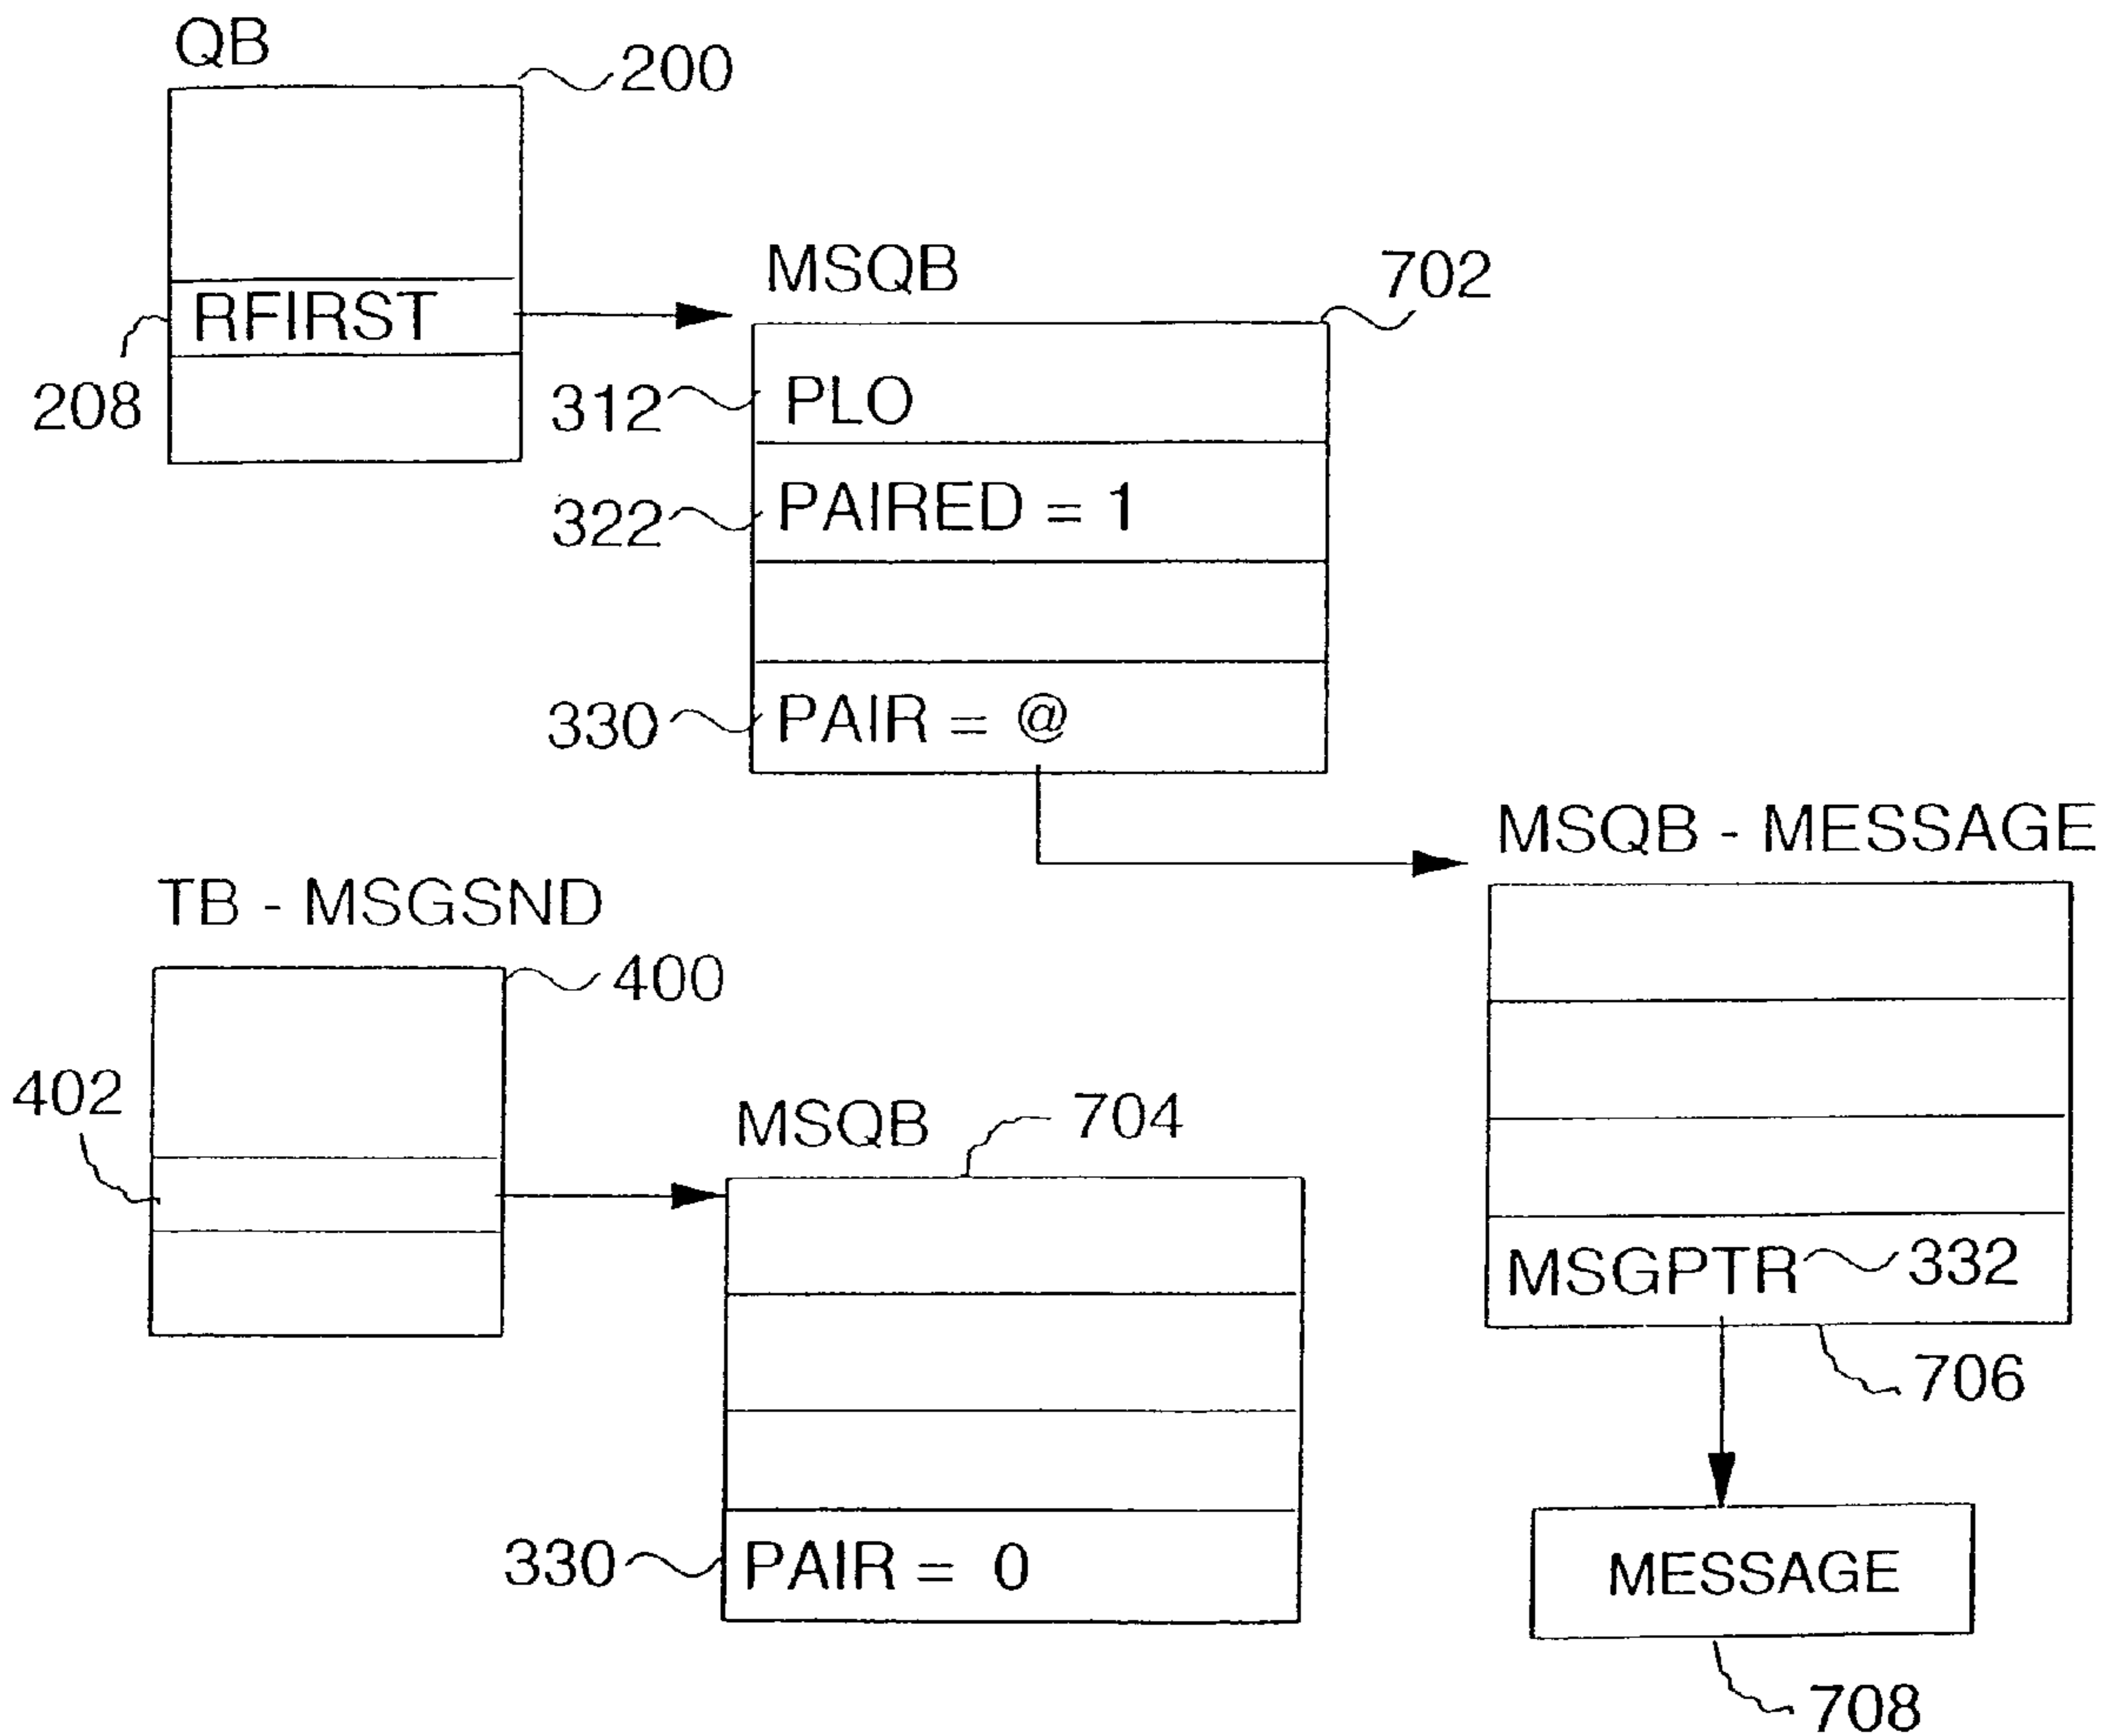 QB
200
RFIRST
208
MSQB
702
312
PLO
322
PAIRED = 1
330
PAIR = @
MSQB - MESSAGE
TB - MSGSND
400
402
MSQB
704
MSGPTR
332
706
330
PAIR = 0
MESSAGE
708